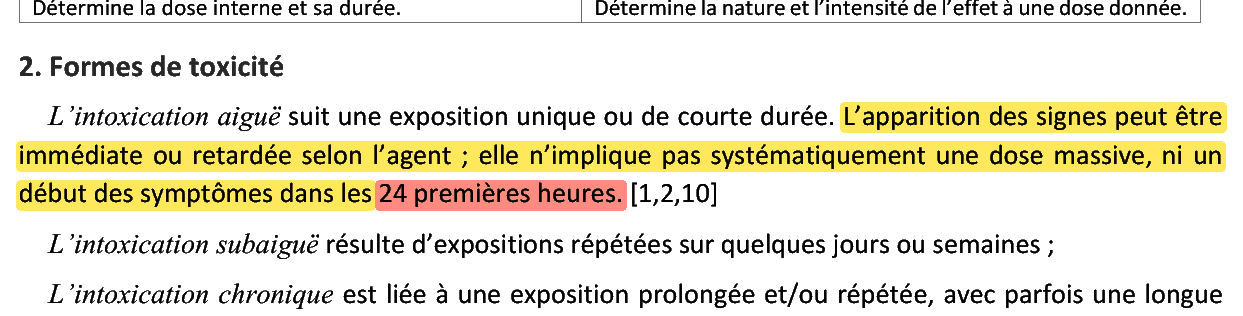 Détermine la dose interne et sa durée. Détermine la nature et l’intensité de l’effet à une dose donnée.
2. Formes de toxicité
L’intoxication aiguë suit une exposition unique ou de courte durée. L’apparition des signes peut être
immédiate ou retardée selon l’agent ; elle n’implique pas systématiquement une dose massive, ni un
début des symptômes dans les 24 premières heures. [1,2,10]
L’intoxication subaiguë résulte d’expositions répétées sur quelques jours ou semaines ;
L’intoxication chronique est liée à une exposition prolongée et/ou répétée, avec parfois une longue